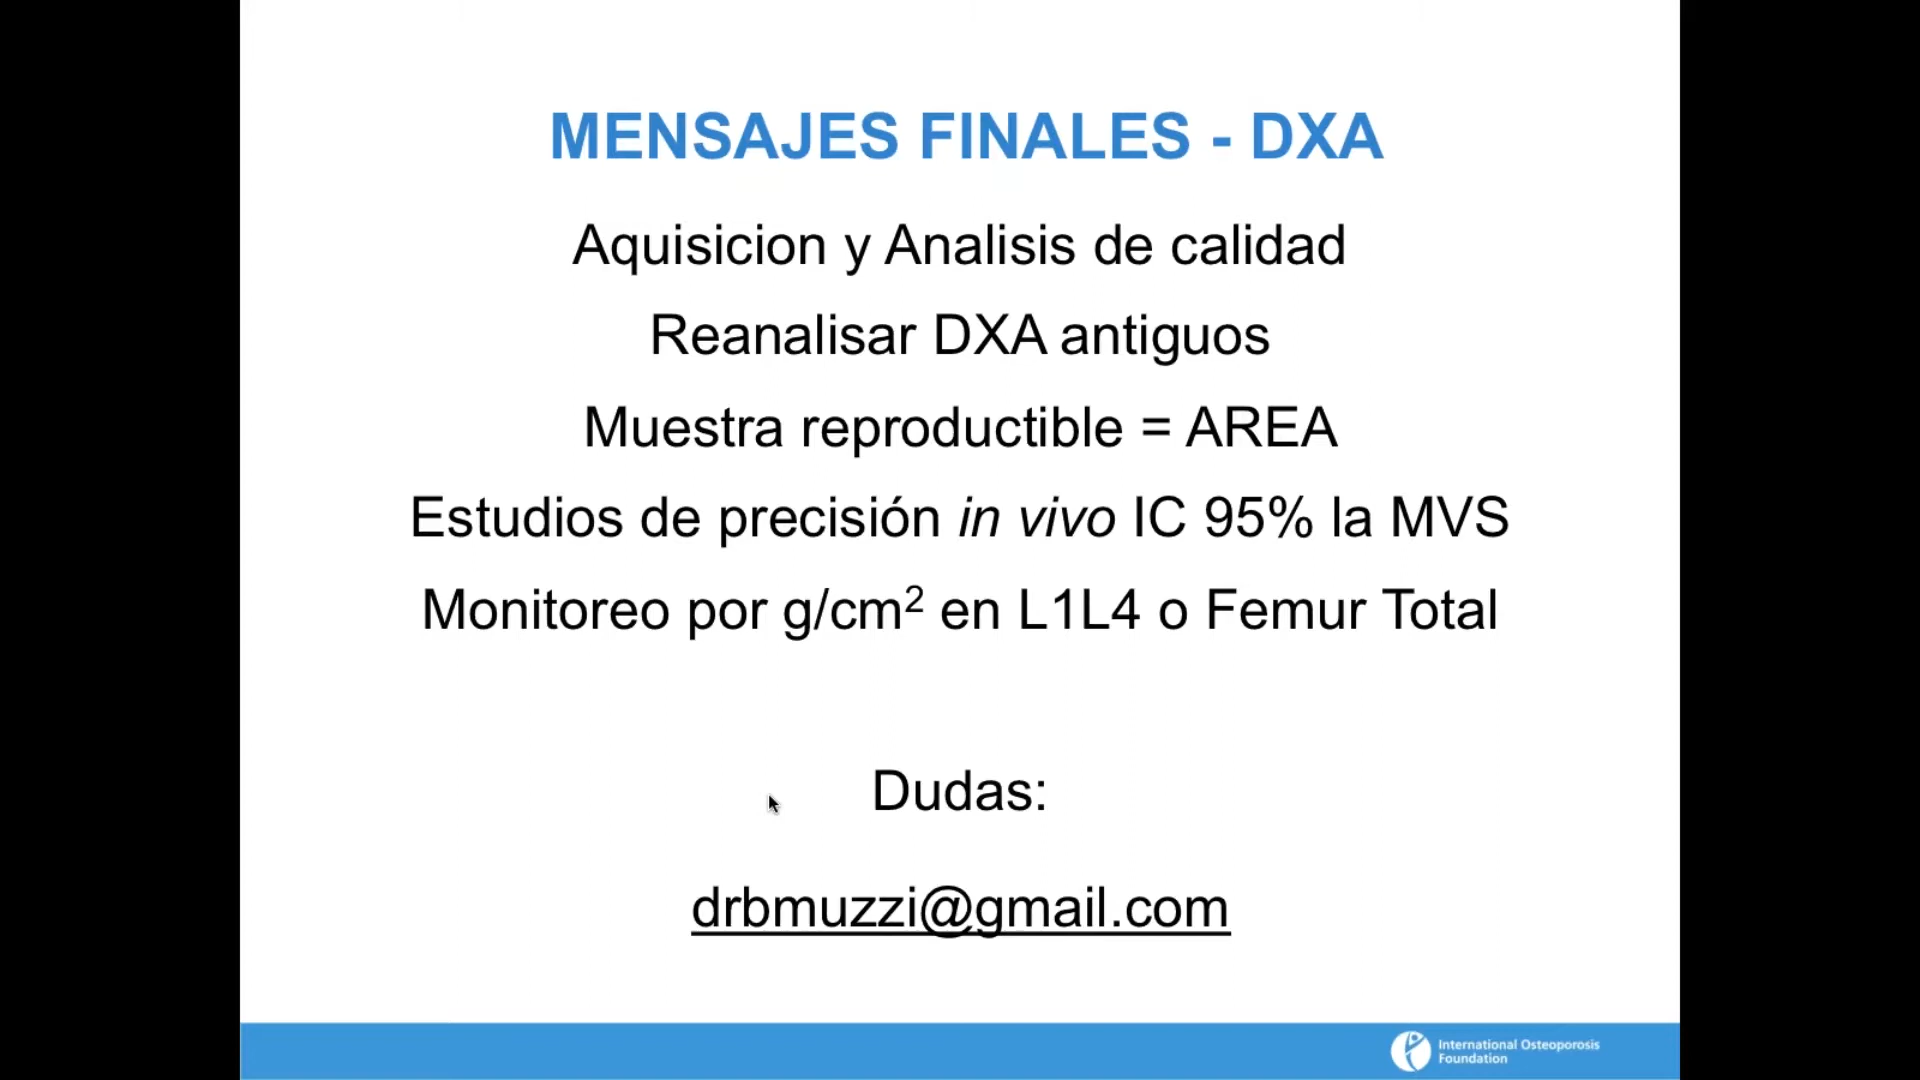 MENSAJES FINALES - DXA
Aquisicion y Analisis de calidad
Reanalisar DXA antiguos
Muestra reproductible = AREA
Estudios de precisión in vivo IC 95% la MVS
Monitoreo por g/cm² en L1L4 o Femur Total
Dudas:
drbmuzzi@gmail.com
International Osteoporosis
Foundation